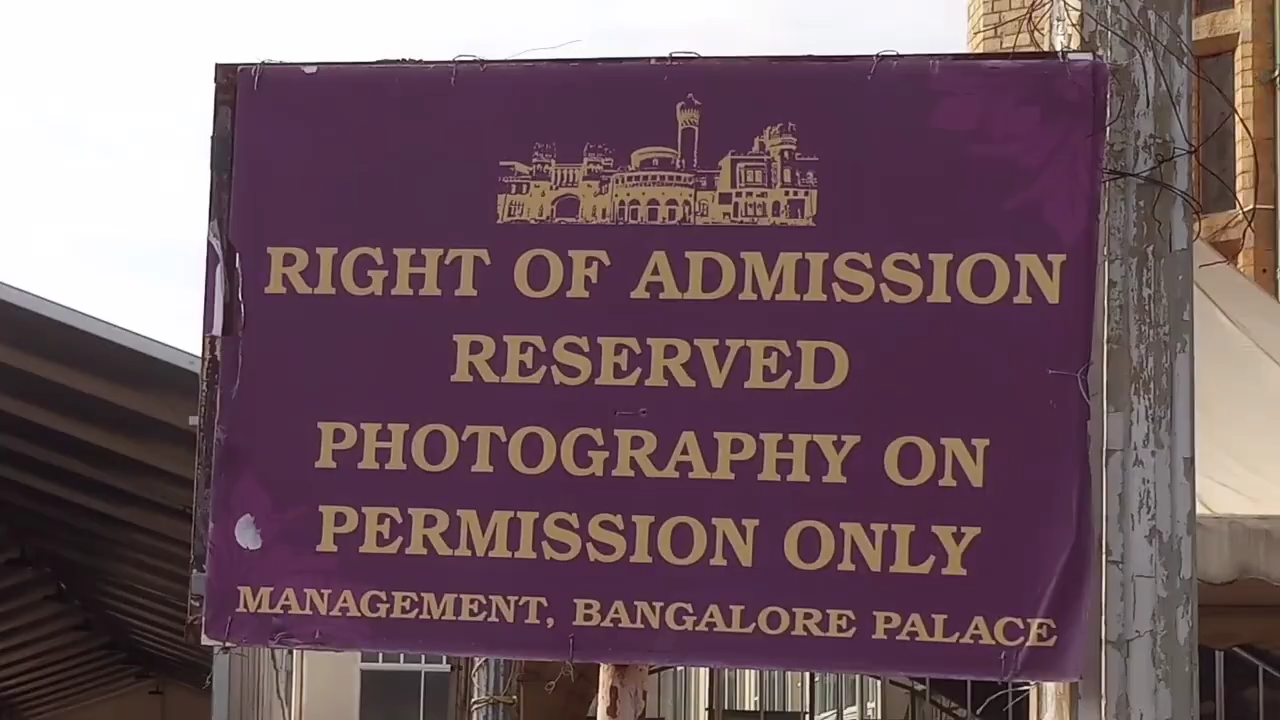 RIGHT OF ADMISSION
RESERVED
PHOTOGRAPHY ON
PERMISSION ONLY
MANAGEMENT, BANGALORE PALACE